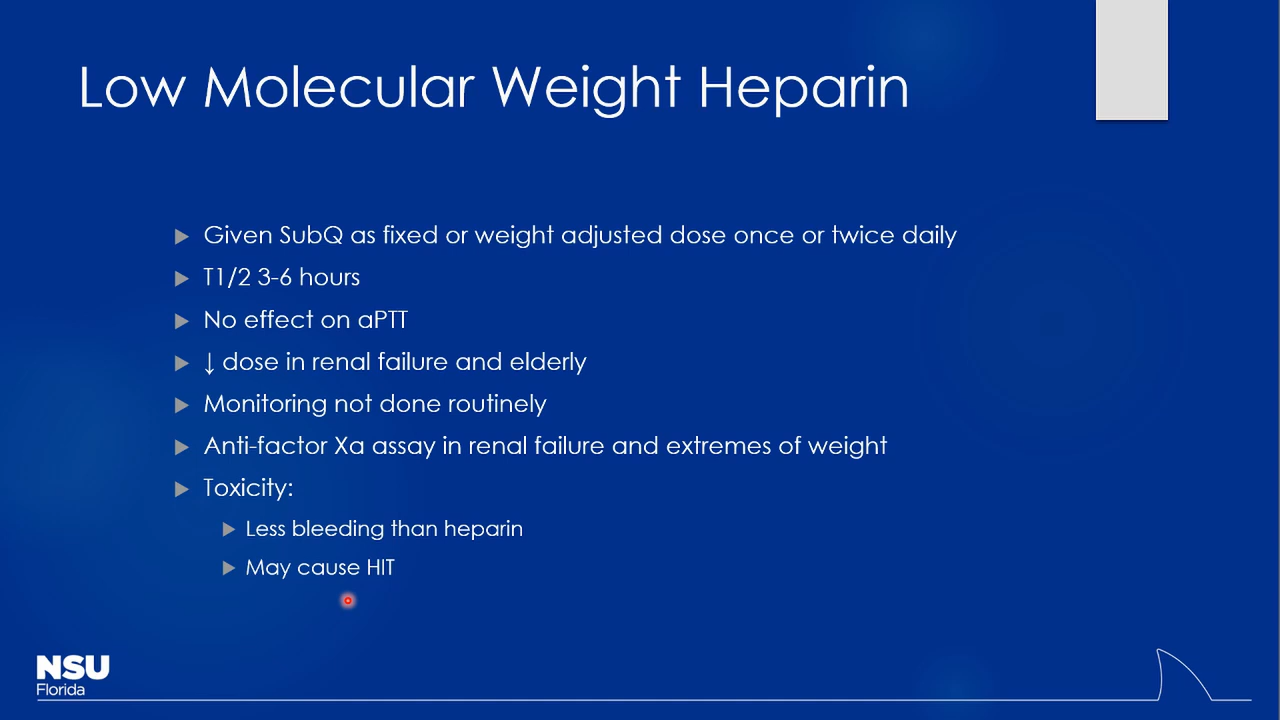 Low Molecular Weight Heparin
Given SubQ as fixed or weight adjusted dose once or twice daily
T1/2 3-6 hours
No effect on aPTT
↓ dose in renal failure and elderly
Monitoring not done routinely
Anti-factor Xa assay in renal failure and extremes of weight
Toxicity:
Less bleeding than heparin
May cause HIT
NSU
Florida